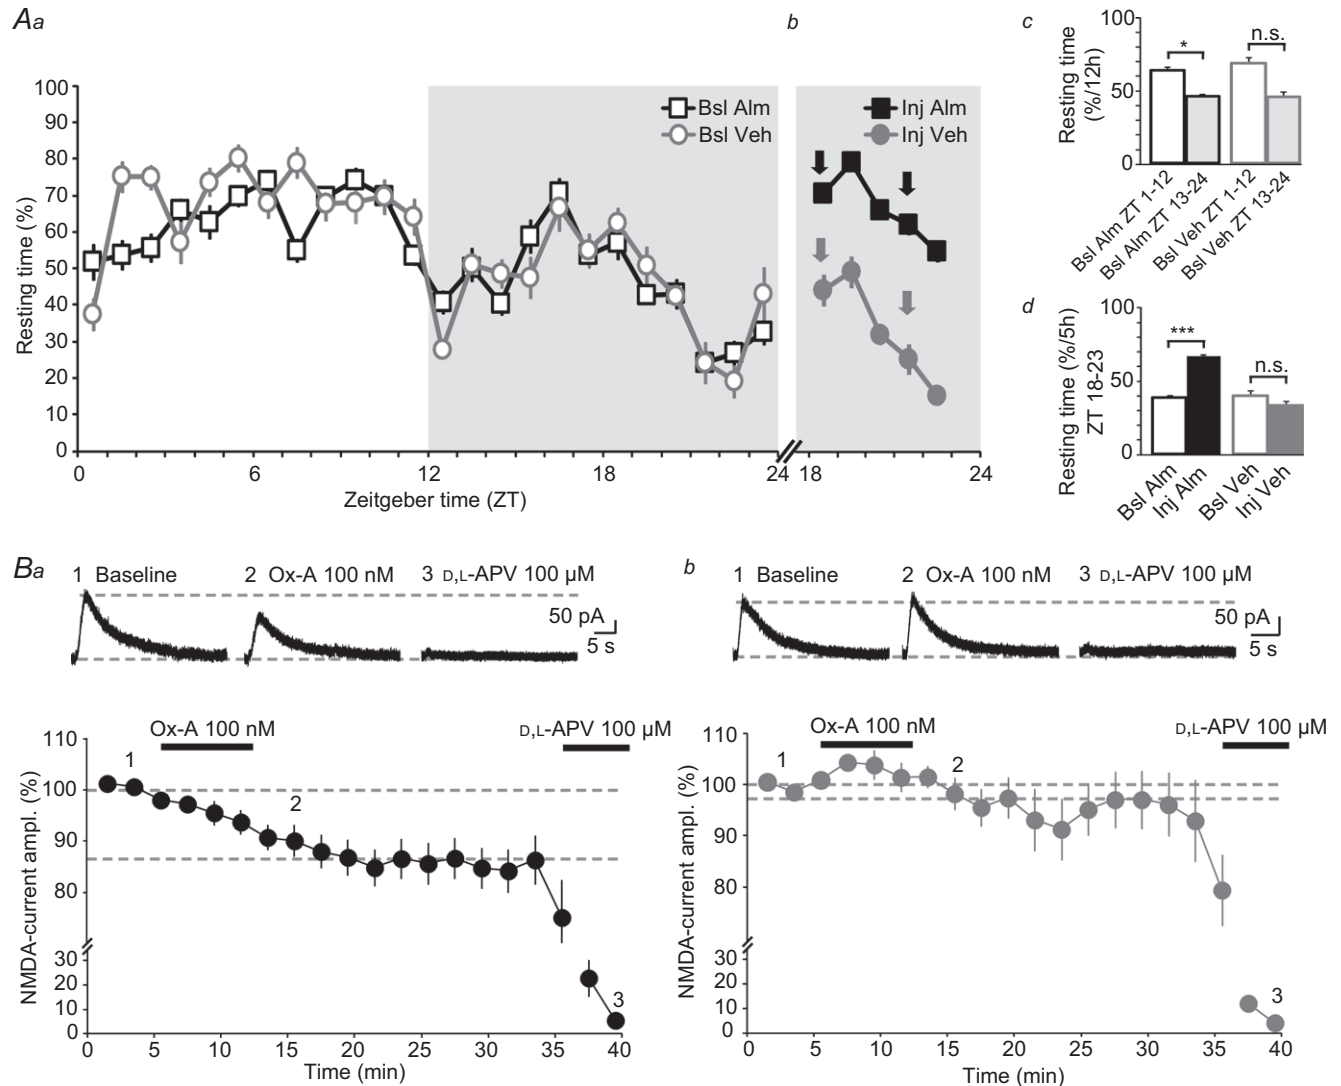 Aa
100
90
80
70
60
50
40
30
20
10
0
Resting time (%)
Bsl Alm
Bsl Veh
0 6 12 18 24
Zeitgeber time (ZT)
b
Inj Alm
Inj Veh
18 24
c
Resting time
(%/12h)
100
50
0
*
n.s.
Bsl Alm ZT 1-12
Bsl Alm ZT 13-24
Bsl Veh ZT 1-12
Bsl Veh ZT 13-24
d
Resting time (%/5h)
ZT 18-23
100
50
0
***
n.s.
Bsl Alm
Inj Alm
Bsl Veh
Inj Veh
Ba
1 Baseline
2 Ox-A 100 nM
3 D,L-APV 100 µM
50 pA
5 s
Ox-A 100 nM
D,L-APV 100 µM
NMDA-current ampl. (%)
110
100
90
80
30
20
10
0
1
2
3
0 5 10 15 20 25 30 35 40
Time (min)
b
1 Baseline
2 Ox-A 100 nM
3 D,L-APV 100 µM
50 pA
5 s
Ox-A 100 nM
D,L-APV 100 µM
NMDA-current ampl. (%)
110
100
90
80
30
20
10
0
1
2
3
0 5 10 15 20 25 30 35 40
Time (min)